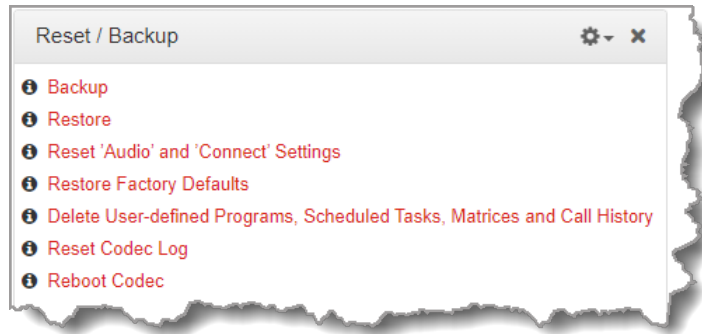 Reset / Backup
Backup
Restore
Reset 'Audio' and 'Connect' Settings
Restore Factory Defaults
Delete User-defined Programs, Scheduled Tasks, Matrices and Call History
Reset Codec Log
Reboot Codec